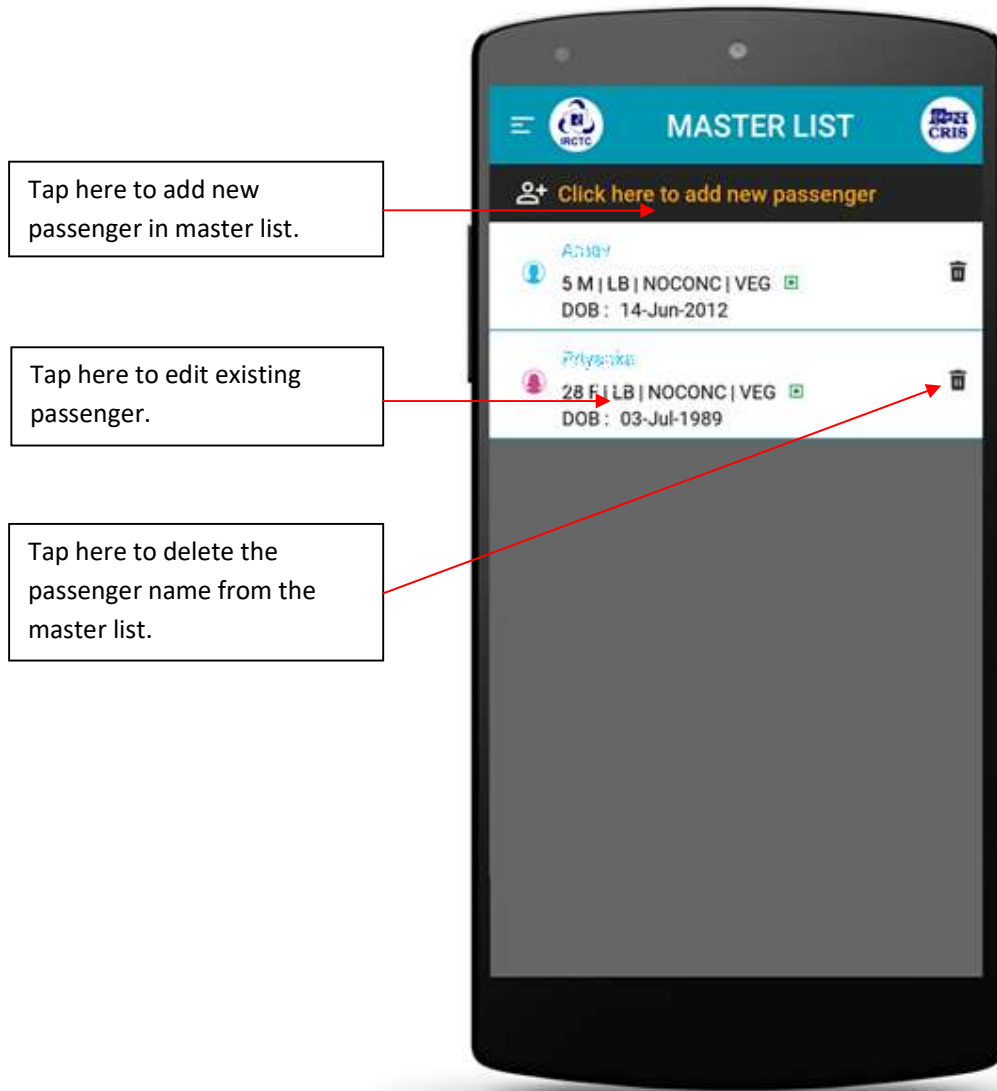 IRCTC
MASTER LIST
क्रिस
CRIS
Tap here to add new
passenger in master list.
Click here to add new passenger
5 M | LB | NOCONC | VEG
DOB : 14-Jun-2012
Tap here to edit existing
passenger.
Priyanka
28 F | LB | NOCONC | VEG
DOB : 03-Jul-1989
Tap here to delete the
passenger name from the
master list.